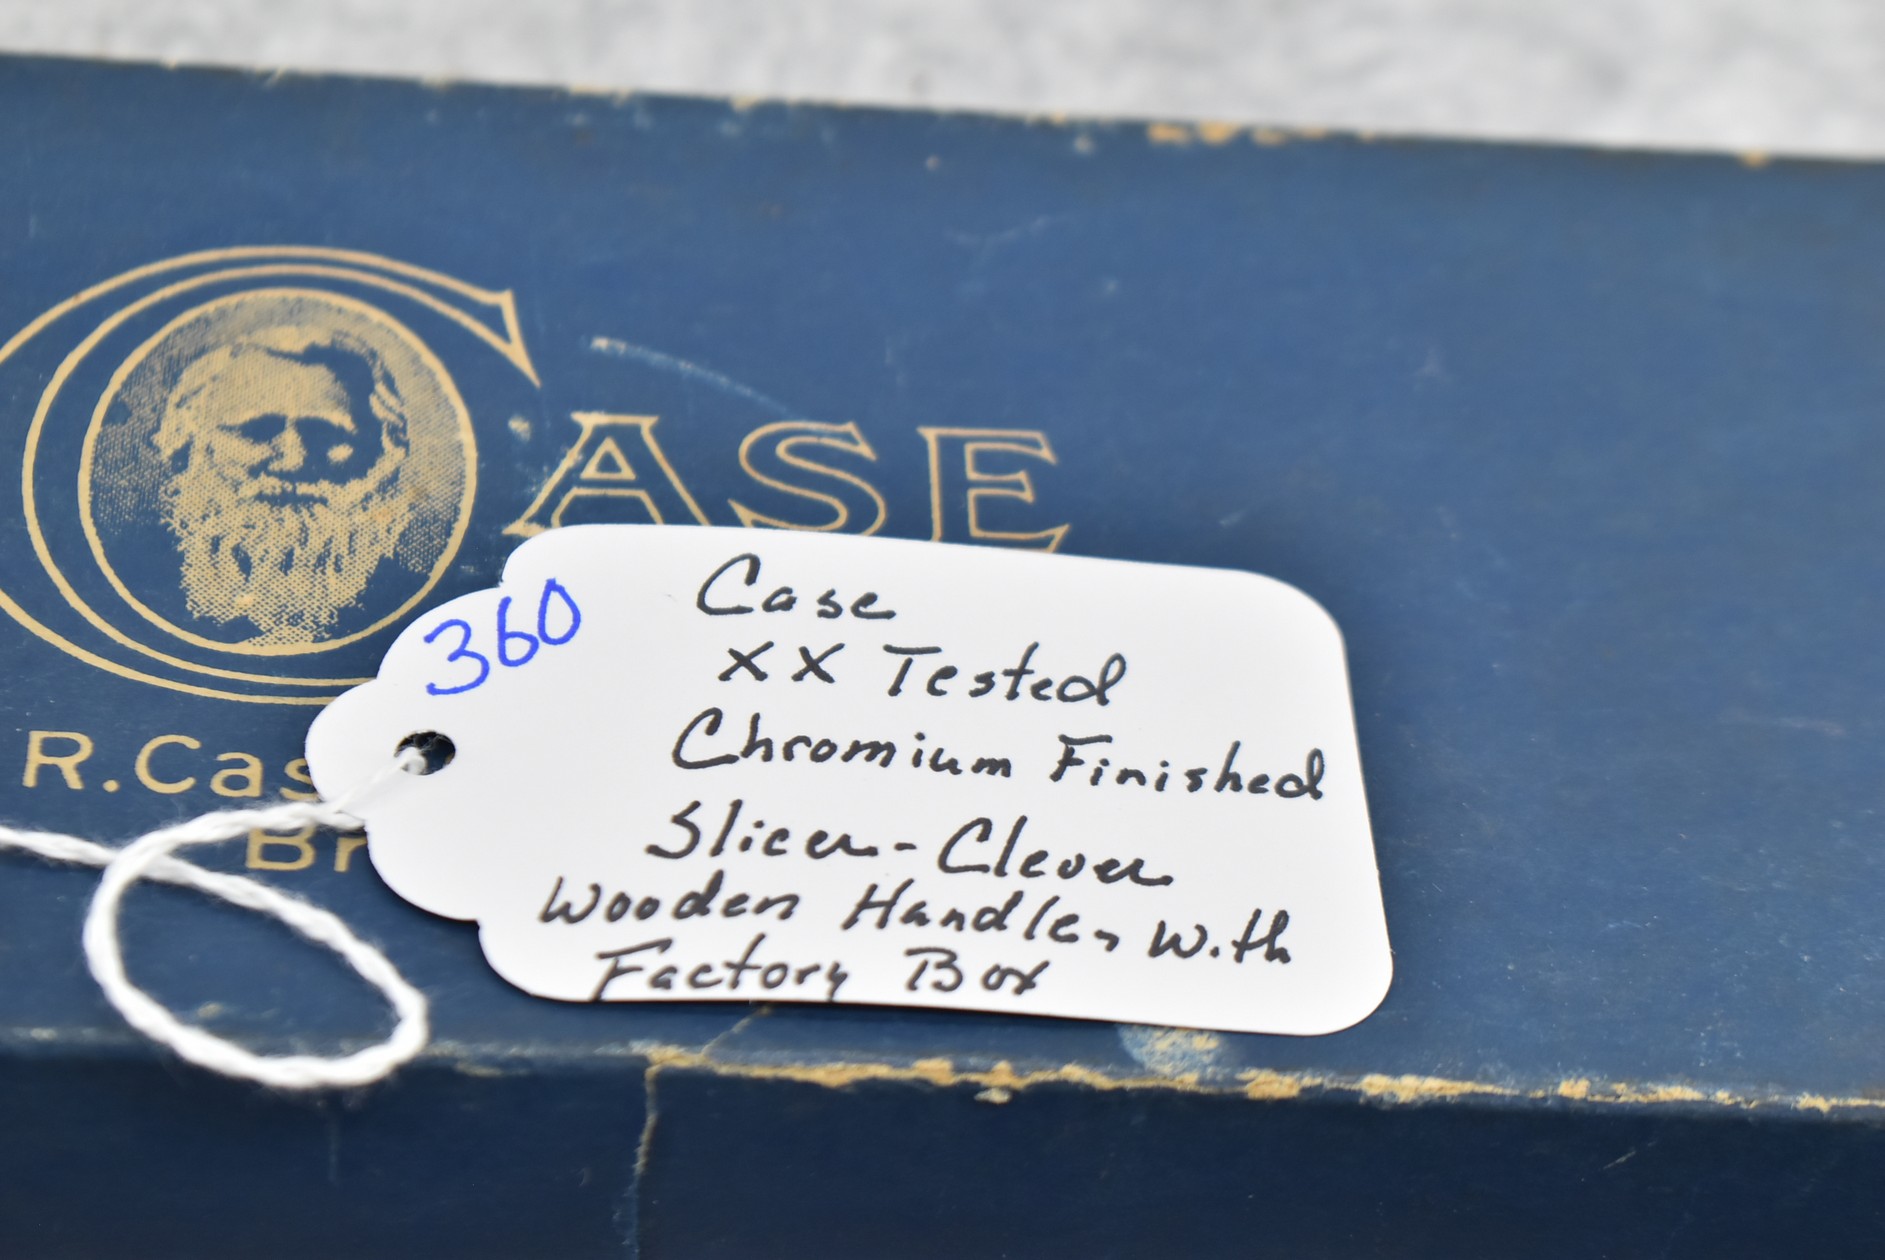 CASE
R.Cas
Br
360
Case
XX Tested
Chromium Finished
Slicer-Clever
Wooden Handles with
Factory Box